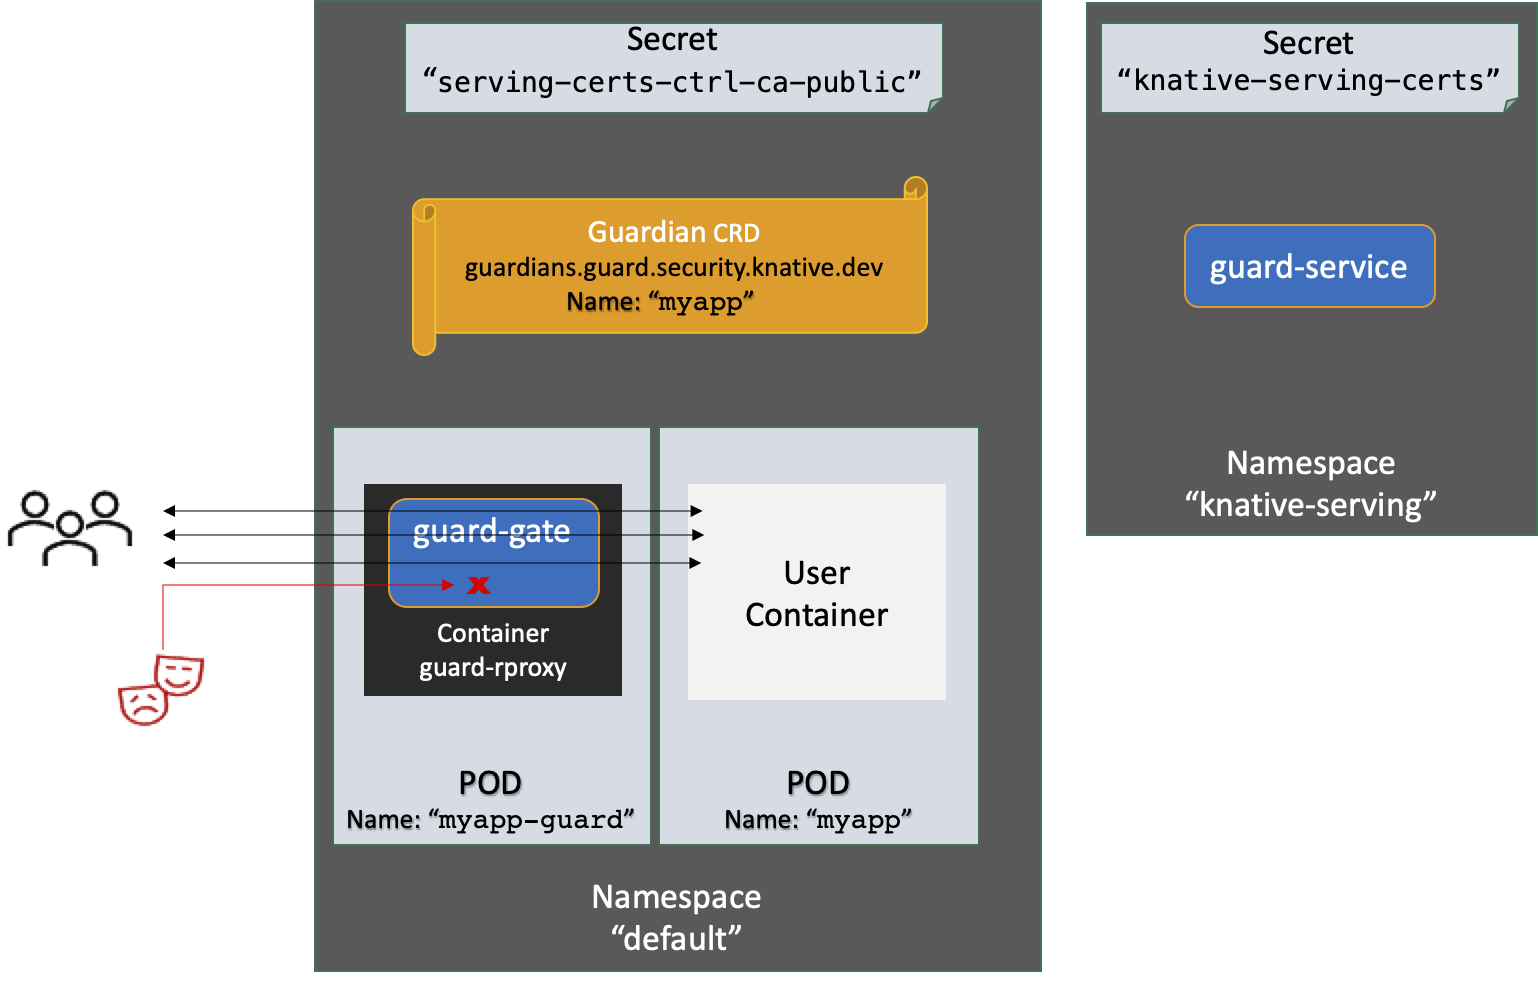 Secret
“serving-certs-ctrl-ca-public”
Guardian CRD
guardians.guard.security.knative.dev
Name: “myapp”
guard-gate
x
Container
guard-rproxy
POD
Name: “myapp-guard”
User
Container
POD
Name: “myapp”
Namespace
“default”
Secret
“knative-serving-certs”
guard-service
Namespace
“knative-serving”